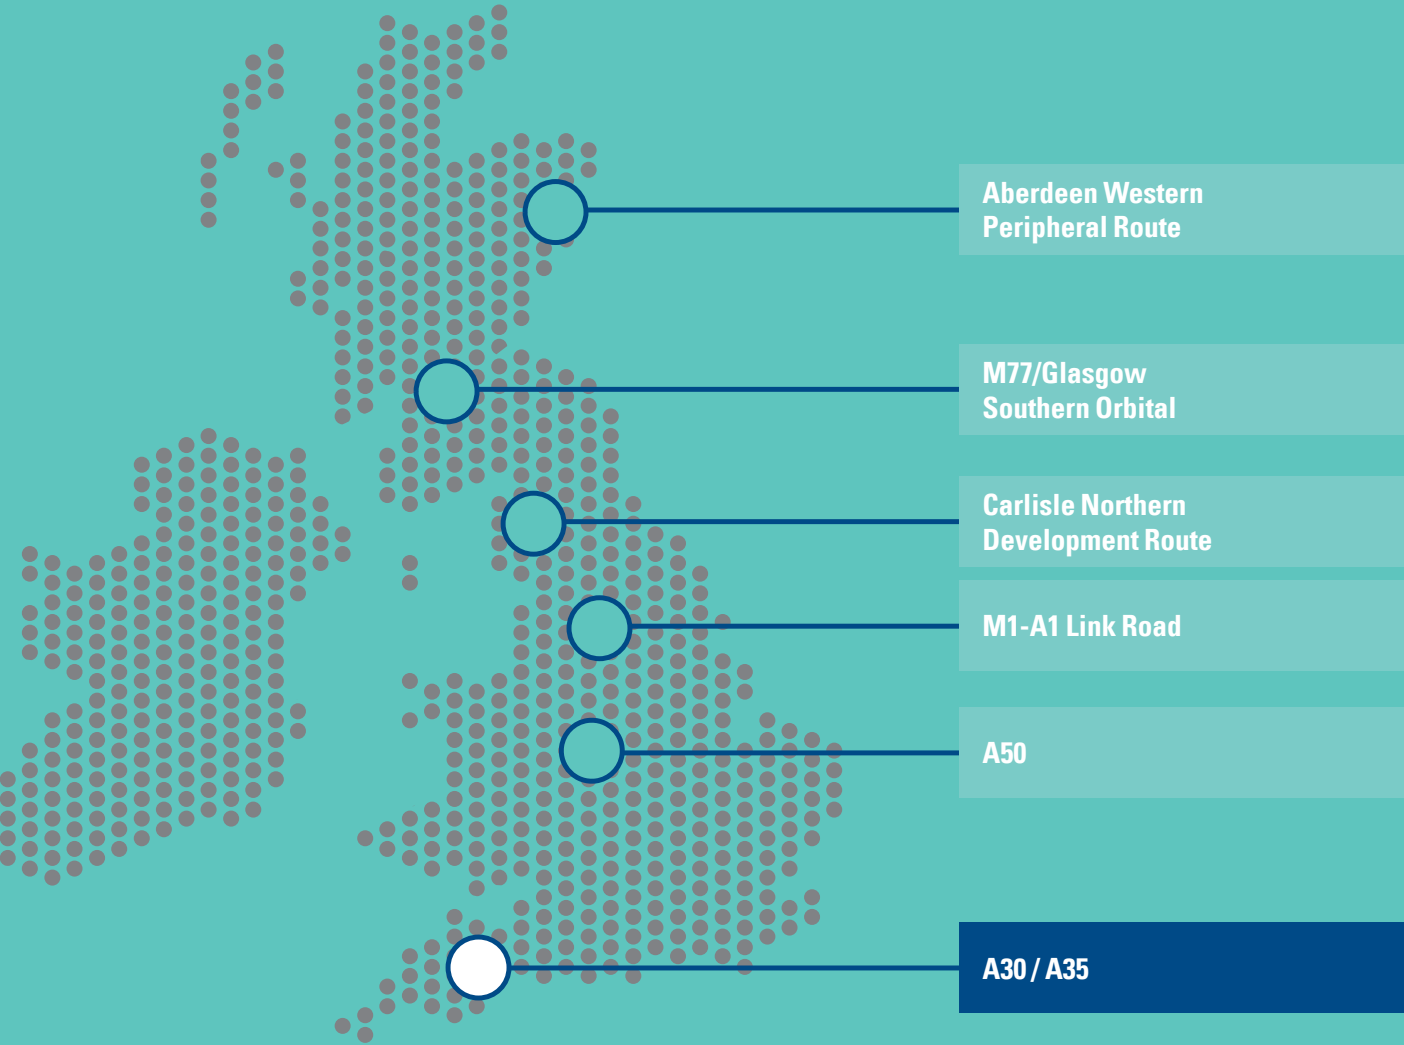 Aberdeen Western
Peripheral Route
M77/Glasgow
Southern Orbital
Carlisle Northern
Development Route
M1-A1 Link Road
A50
A30 / A35